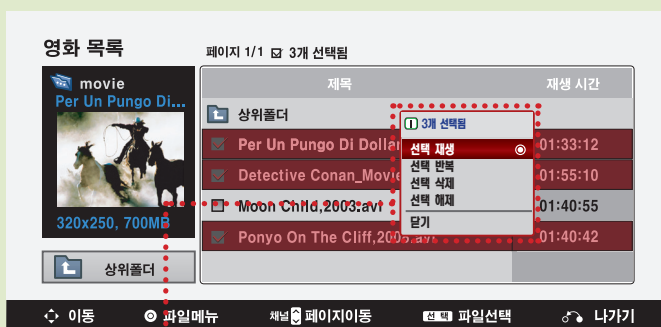 영화 목록
페이지 1/1 ☑ 3개 선택됨
movie
Per Un Pungo Di...
320x250, 700MB
상위폴더
제목 재생 시간
상위폴더
Per Un Pungo Di Dollar 01:33:12
Detective Conan_Movie 01:55:10
Moon Child,2003.avi 01:40:55
Ponyo On The Cliff,2005.avi 01:40:42
3개 선택됨
선택 재생
선택 반복
선택 삭제
선택 해제
닫기
이동 파일메뉴 채널 페이지이동 선택 파일선택 나가기